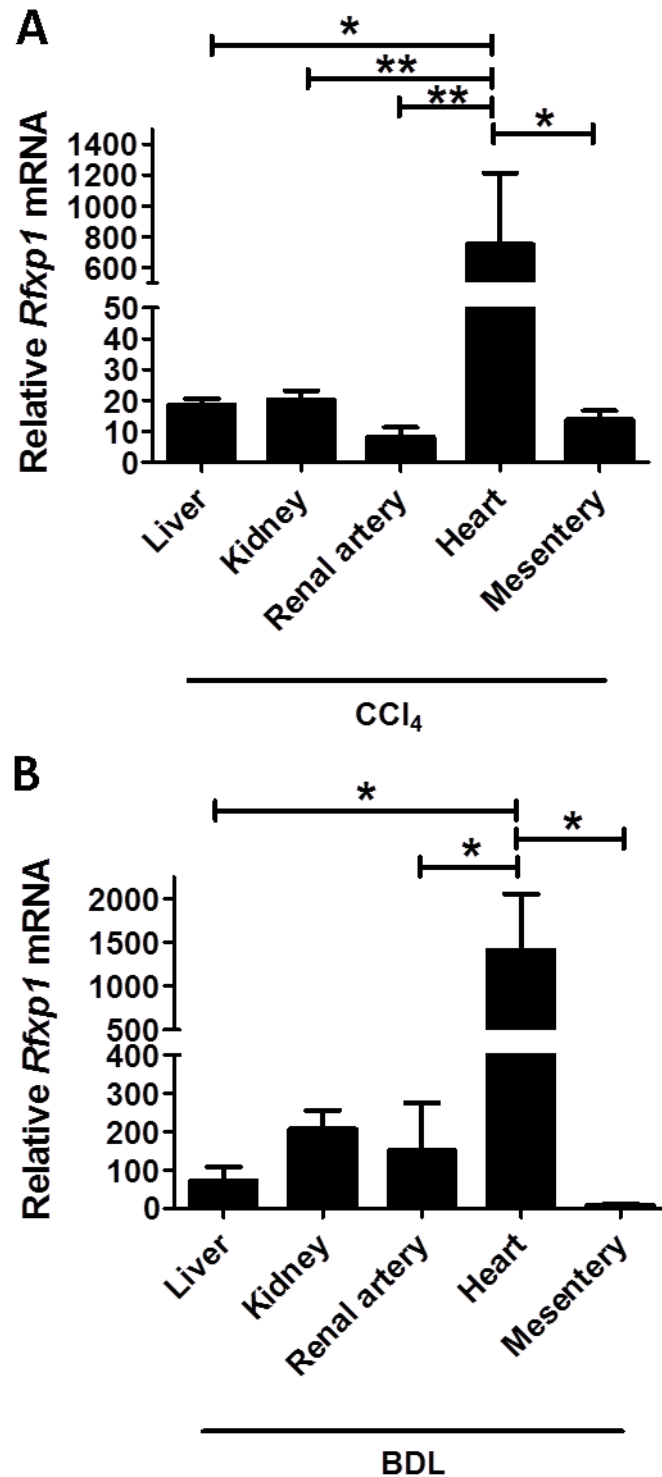 A
*
**
**
*
Relative Rfxp1 mRNA
1400
1200
1000
800
600
50
40
30
20
10
0
Liver
Kidney
Renal artery
Heart
Mesentery
CCl₄
B
*
*
*
Relative Rfxp1 mRNA
2000
1500
1000
500
400
300
200
100
0
Liver
Kidney
Renal artery
Heart
Mesentery
BDL